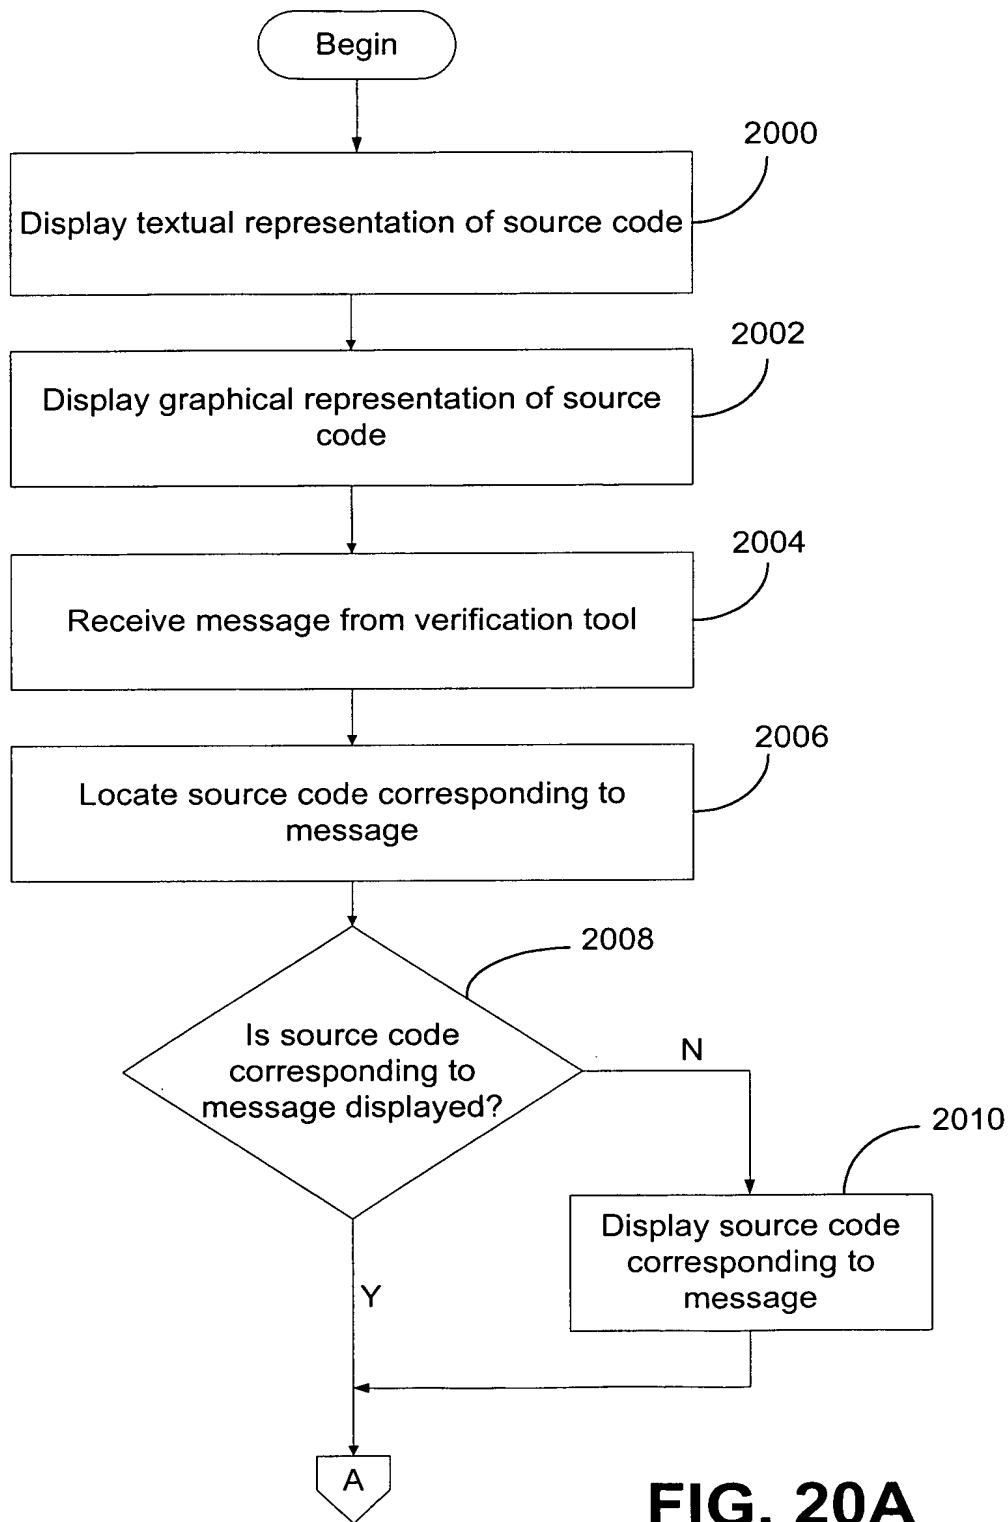 Begin
2000
Display textual representation of source code
2002
Display graphical representation of source
code
2004
Receive message from verification tool
2006
Locate source code corresponding to
message
2008
Is source code
corresponding to
message displayed?
N
2010
Display source code
corresponding to
message
Y
A
FIG. 20A